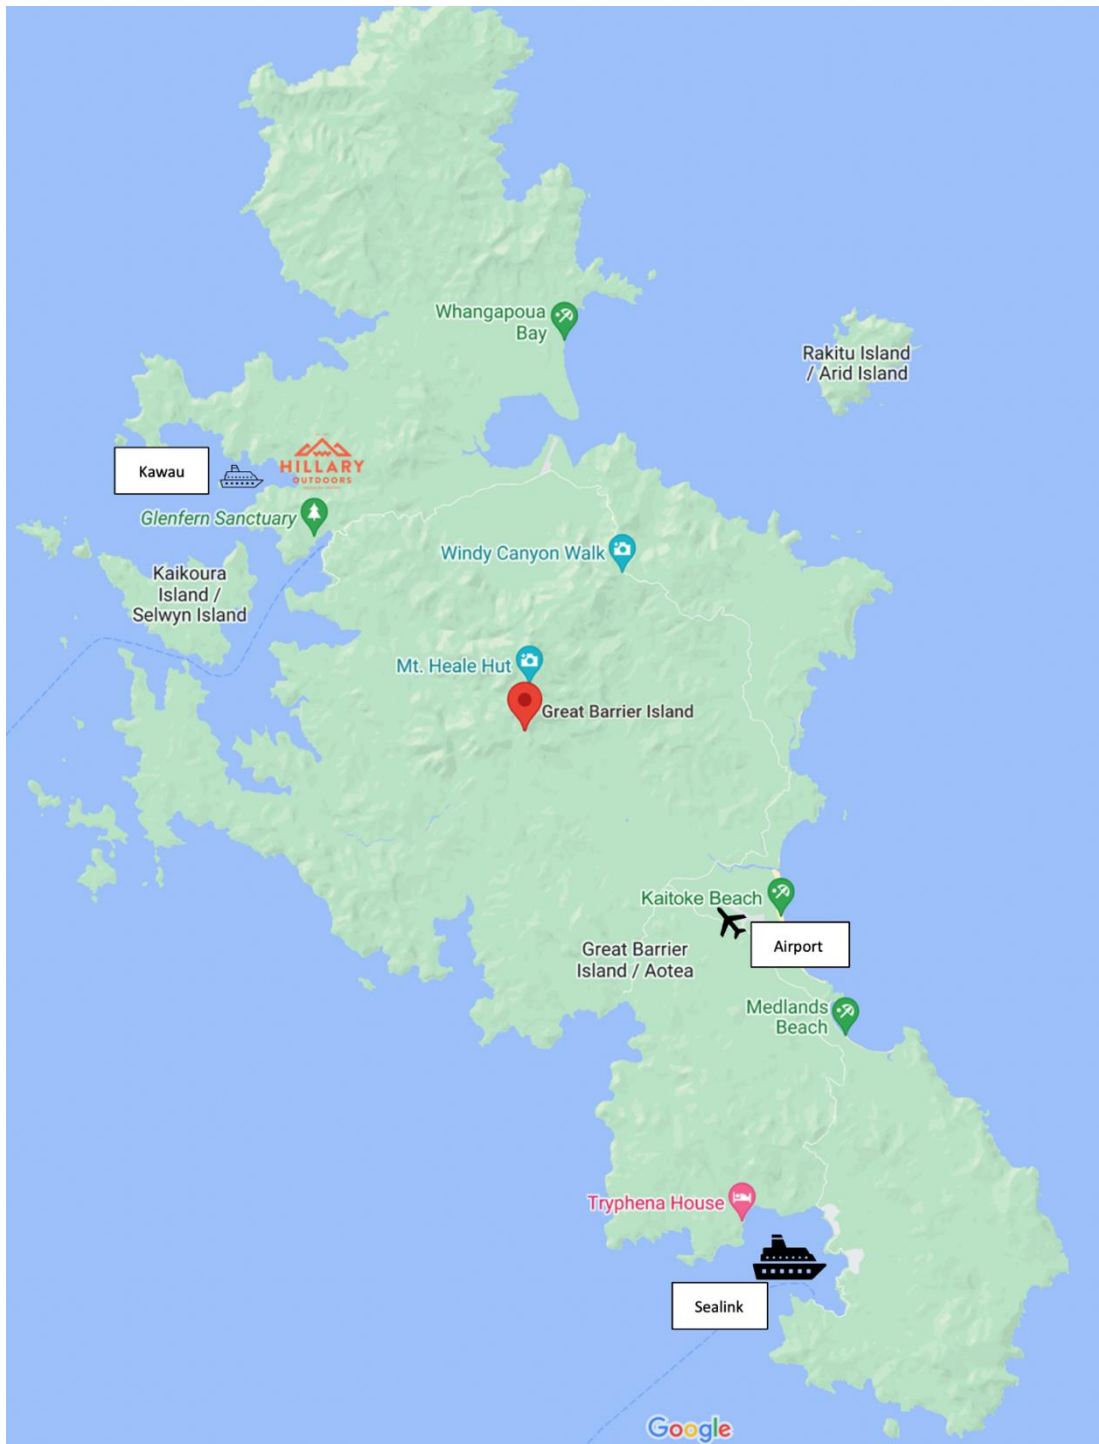 Whangapoua
Bay
Rakitu Island
/ Arid Island
Kawau
HILLARY
OUTDOORS
Glenfern Sanctuary
Windy Canyon Walk
Kaikoura
Island /
Selwyn Island
Mt. Heale Hut
Great Barrier Island
Kaitoke Beach
Airport
Great Barrier
Island / Aotea
Medlands
Beach
Tryphena House
Sealink
Google